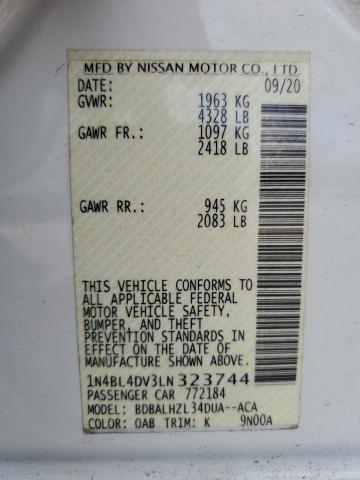 MFD BY NISSAN MOTOR CO., LTD.
DATE: 09/20
GVWR: 1963 KG
4328 LB
GAWR FR.: 1097 KG
2418 LB
GAWR RR.: 945 KG
2083 LB
THIS VEHICLE CONFORMS TO
ALL APPLICABLE FEDERAL
MOTOR VEHICLE SAFETY,
BUMPER, AND THEFT
PREVENTION STANDARDS IN
EFFECT ON THE DATE OF
MANUFACTURE SHOWN ABOVE.
1N4BL4DV3LN323744
PASSENGER CAR 772184
MODEL: BDBALHZL34DUA--ACA
COLOR: QAB TRIM: K 9N00A